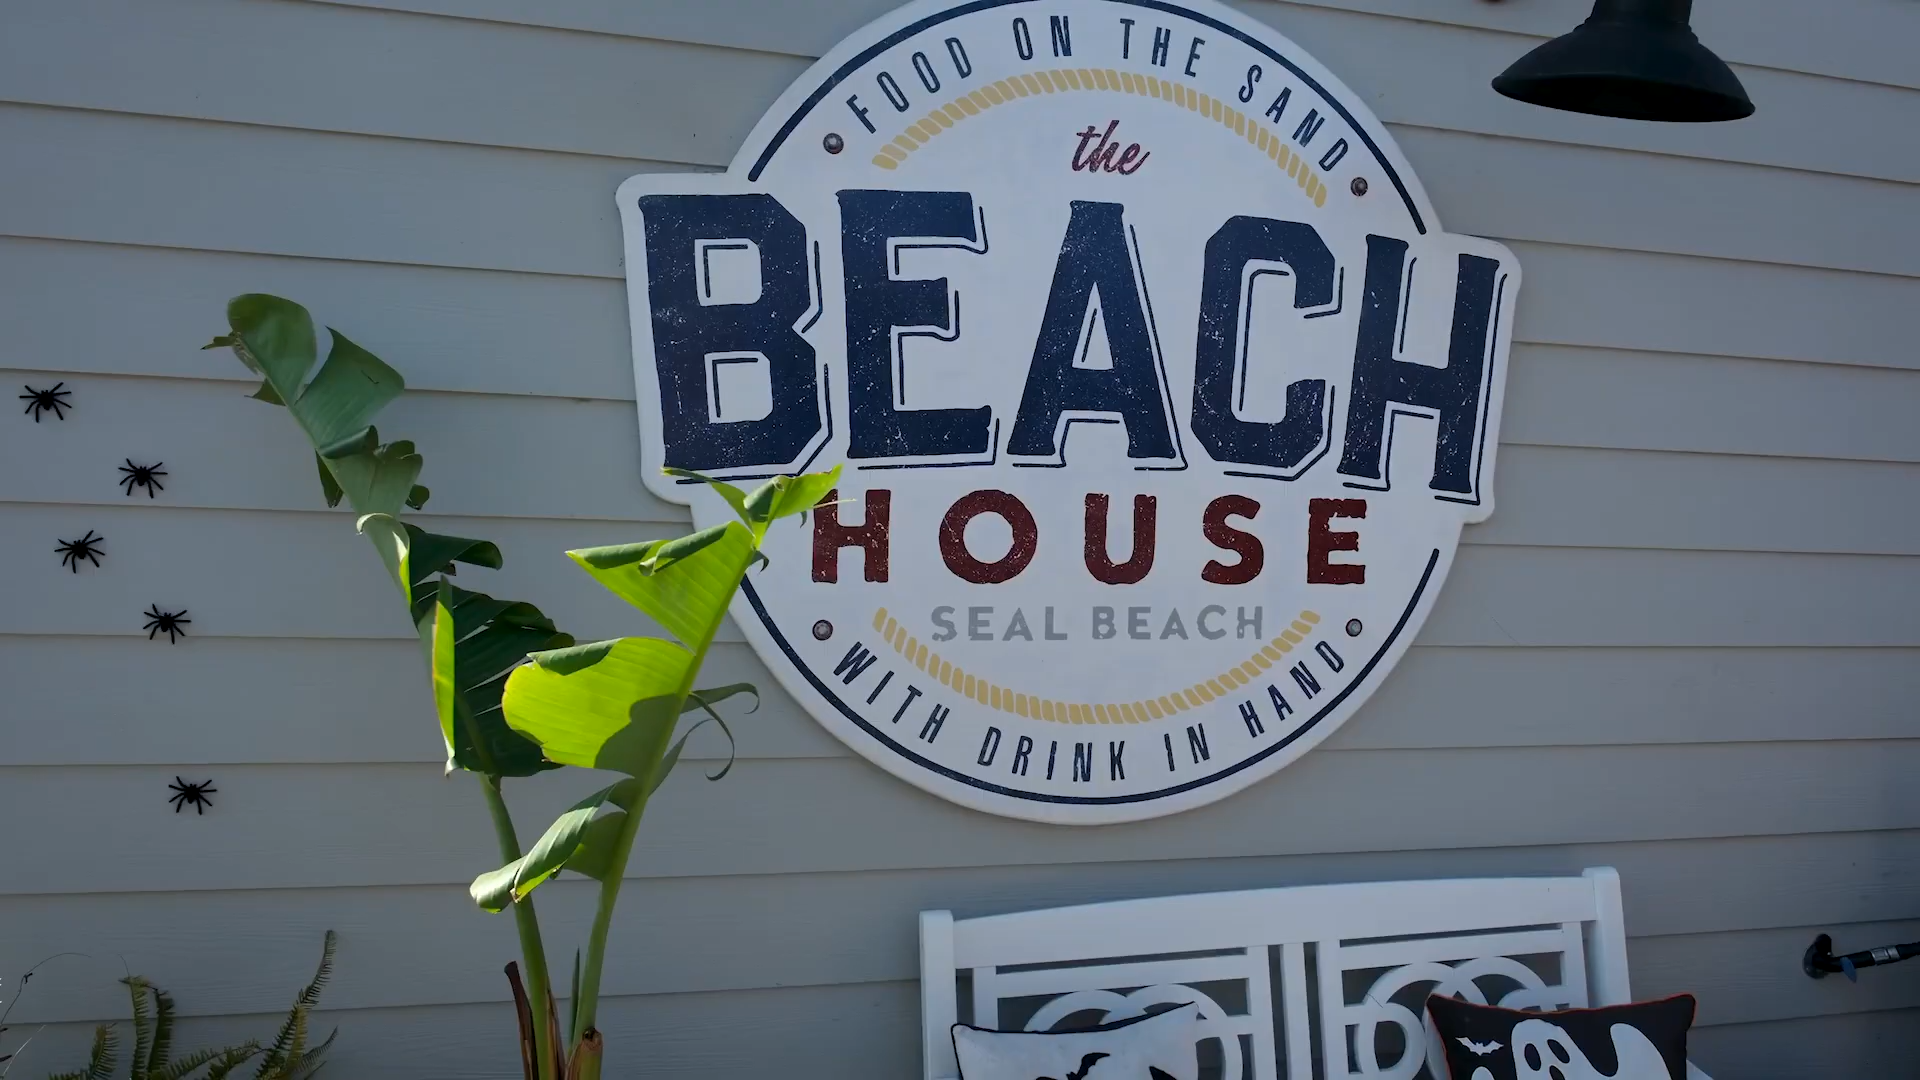 FOOD ON THE SAND
the
BEACH
HOUSE
SEAL BEACH
WITH DRINK IN HAND